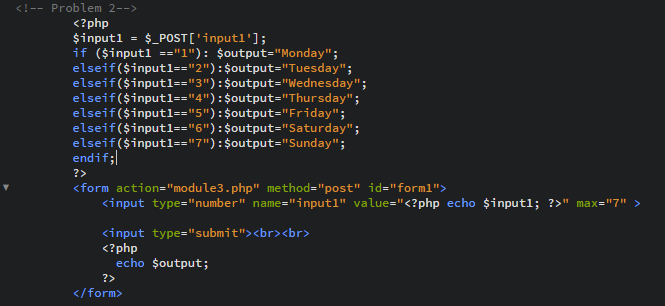 <!-- Problem 2-->
<?php
$input1 = $_POST['input1'];
if ($input1 =="1"): $output="Monday";
elseif($input1=="2"):$output="Tuesday";
elseif($input1=="3"):$output="Wednesday";
elseif($input1=="4"):$output="Thursday";
elseif($input1=="5"):$output="Friday";
elseif($input1=="6"):$output="Saturday";
elseif($input1=="7"):$output="Sunday";
endif;
?>
<form action="module3.php" method="post" id="form1">
<input type="number" name="input1" value="<?php echo $input1; ?>" max="7" >
<input type="submit"><br><br>
<?php
echo $output;
?>
</form>